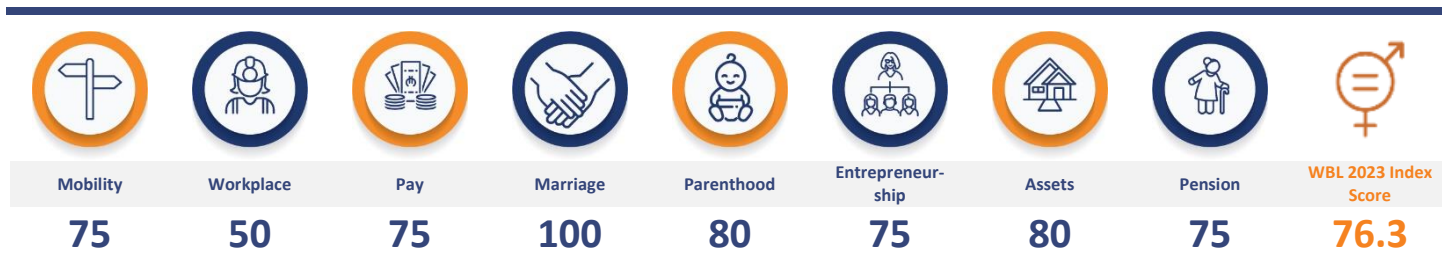 Mobility
Workplace
Pay
Marriage
Parenthood
Entrepreneur-
ship
Assets
Pension
WBL 2023 Index
Score
75
50
75
100
80
75
80
75
76.3